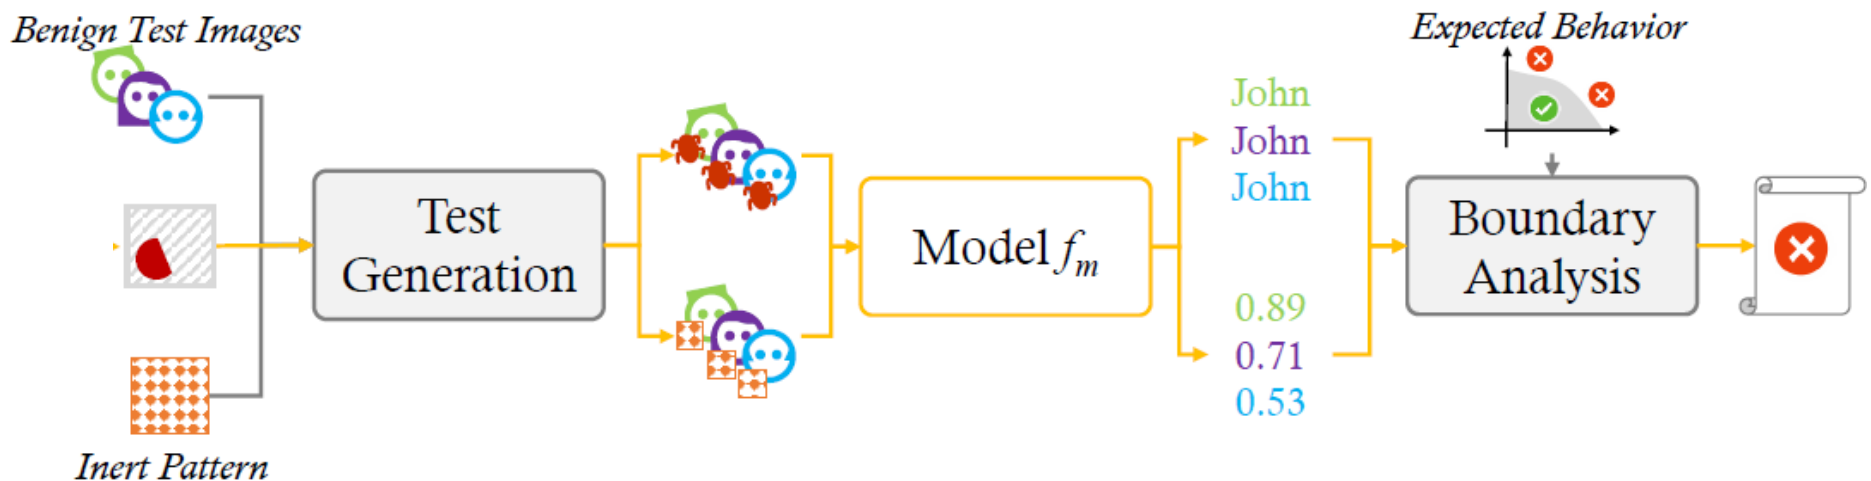 Benign Test Images
Inert Pattern
Test
Generation
Model fm
John
John
John
0.89
0.71
0.53
Expected Behavior
Boundary
Analysis